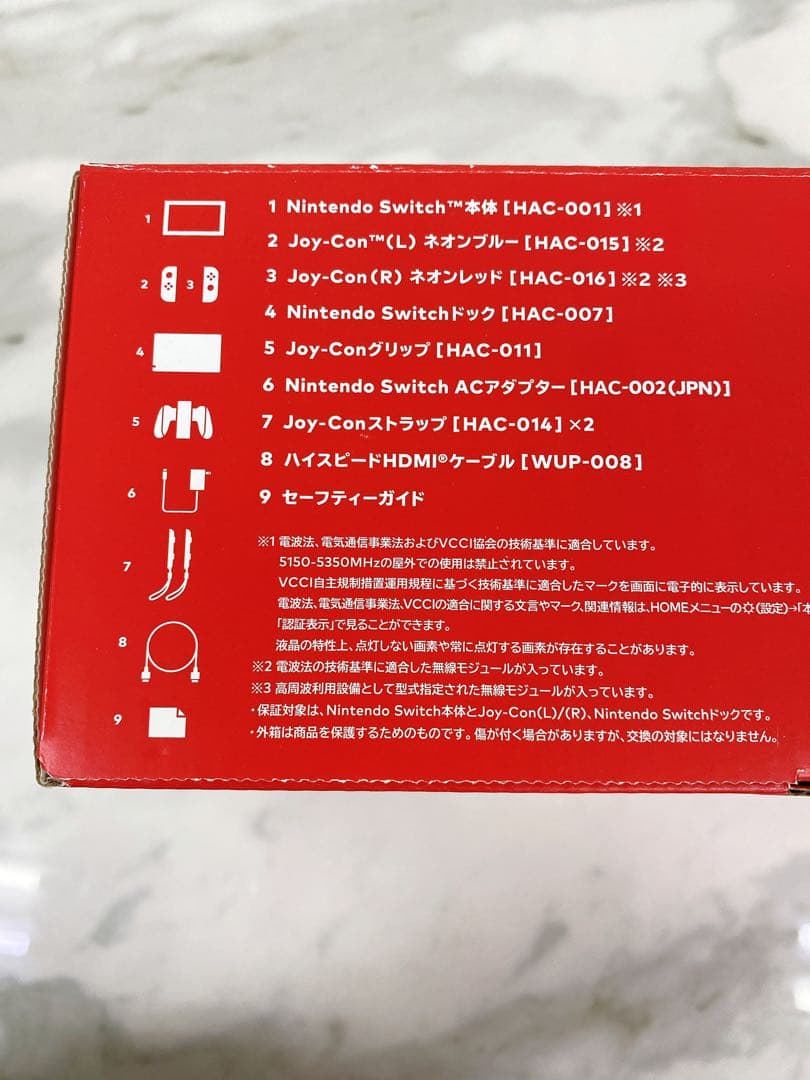 1 Nintendo Switch™本体[HAC-001]※1
2 Joy-Con™(L) ネオンブルー[HAC-015]※2
3 Joy-Con(R) ネオンレッド[HAC-016]※2 ※3
4 Nintendo Switchドック[HAC-007]
5 Joy-Conグリップ[HAC-011]
6 Nintendo Switch ACアダプター[HAC-002(JPN)]
7 Joy-Conストラップ[HAC-014]×2
8 ハイスピードHDMI®ケーブル[WUP-008]
9 セーフティーガイド
1
2 3
4
5
6
7
8
9
※1 電波法、電気通信事業法およびVCCI協会の技術基準に適合しています。
5150-5350MHzの屋外での使用は禁止されています。
VCCI自主規制措置運用規程に基づく技術基準に適合したマークを画面に電子的に表示しています。
電波法、電気通信事業法、VCCIの適合に関する文言やマーク、関連情報は、HOMEメニューの(設定)→「本
「認証表示」で見ることができます。
液晶の特性上、点灯しない画素や常に点灯する画素が存在することがあります。
※2 電波法の技術基準に適合した無線モジュールが入っています。
※3 高周波利用設備として型式指定された無線モジュールが入っています。
・保証対象は、Nintendo Switch本体とJoy-Con(L)/(R)、Nintendo Switchドックです。
・外箱は商品を保護するためのものです。傷が付く場合がありますが、交換の対象にはなりません。